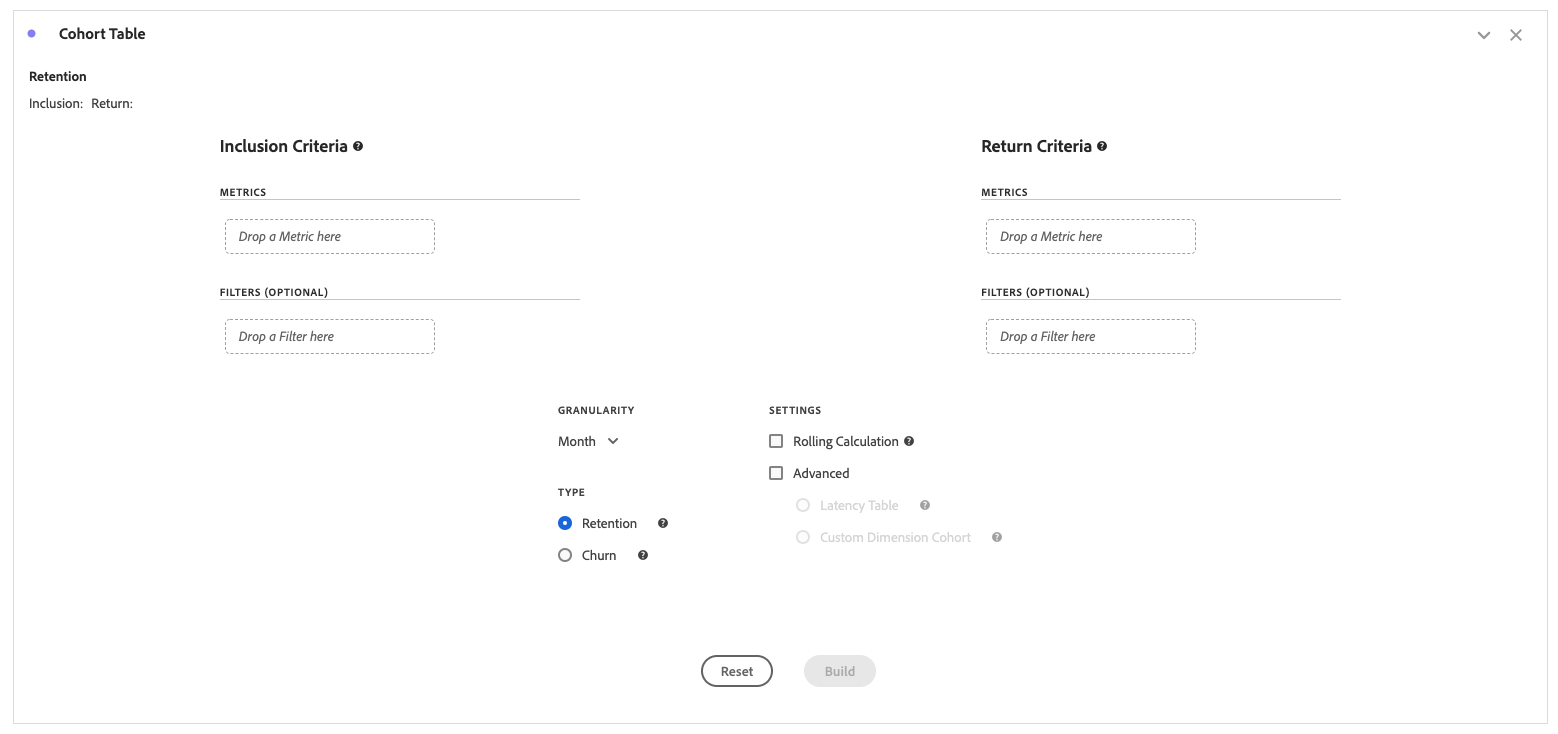 Cohort Table
Retention
Inclusion: Return:
Inclusion Criteria
Return Criteria
METRICS
METRICS
Drop a Metric here
Drop a Metric here
FILTERS (OPTIONAL)
FILTERS (OPTIONAL)
Drop a Filter here
Drop a Filter here
GRANULARITY
SETTINGS
Month
Rolling Calculation
Advanced
TYPE
Latency Table
Retention
Custom Dimension Cohort
Churn
Reset
Build